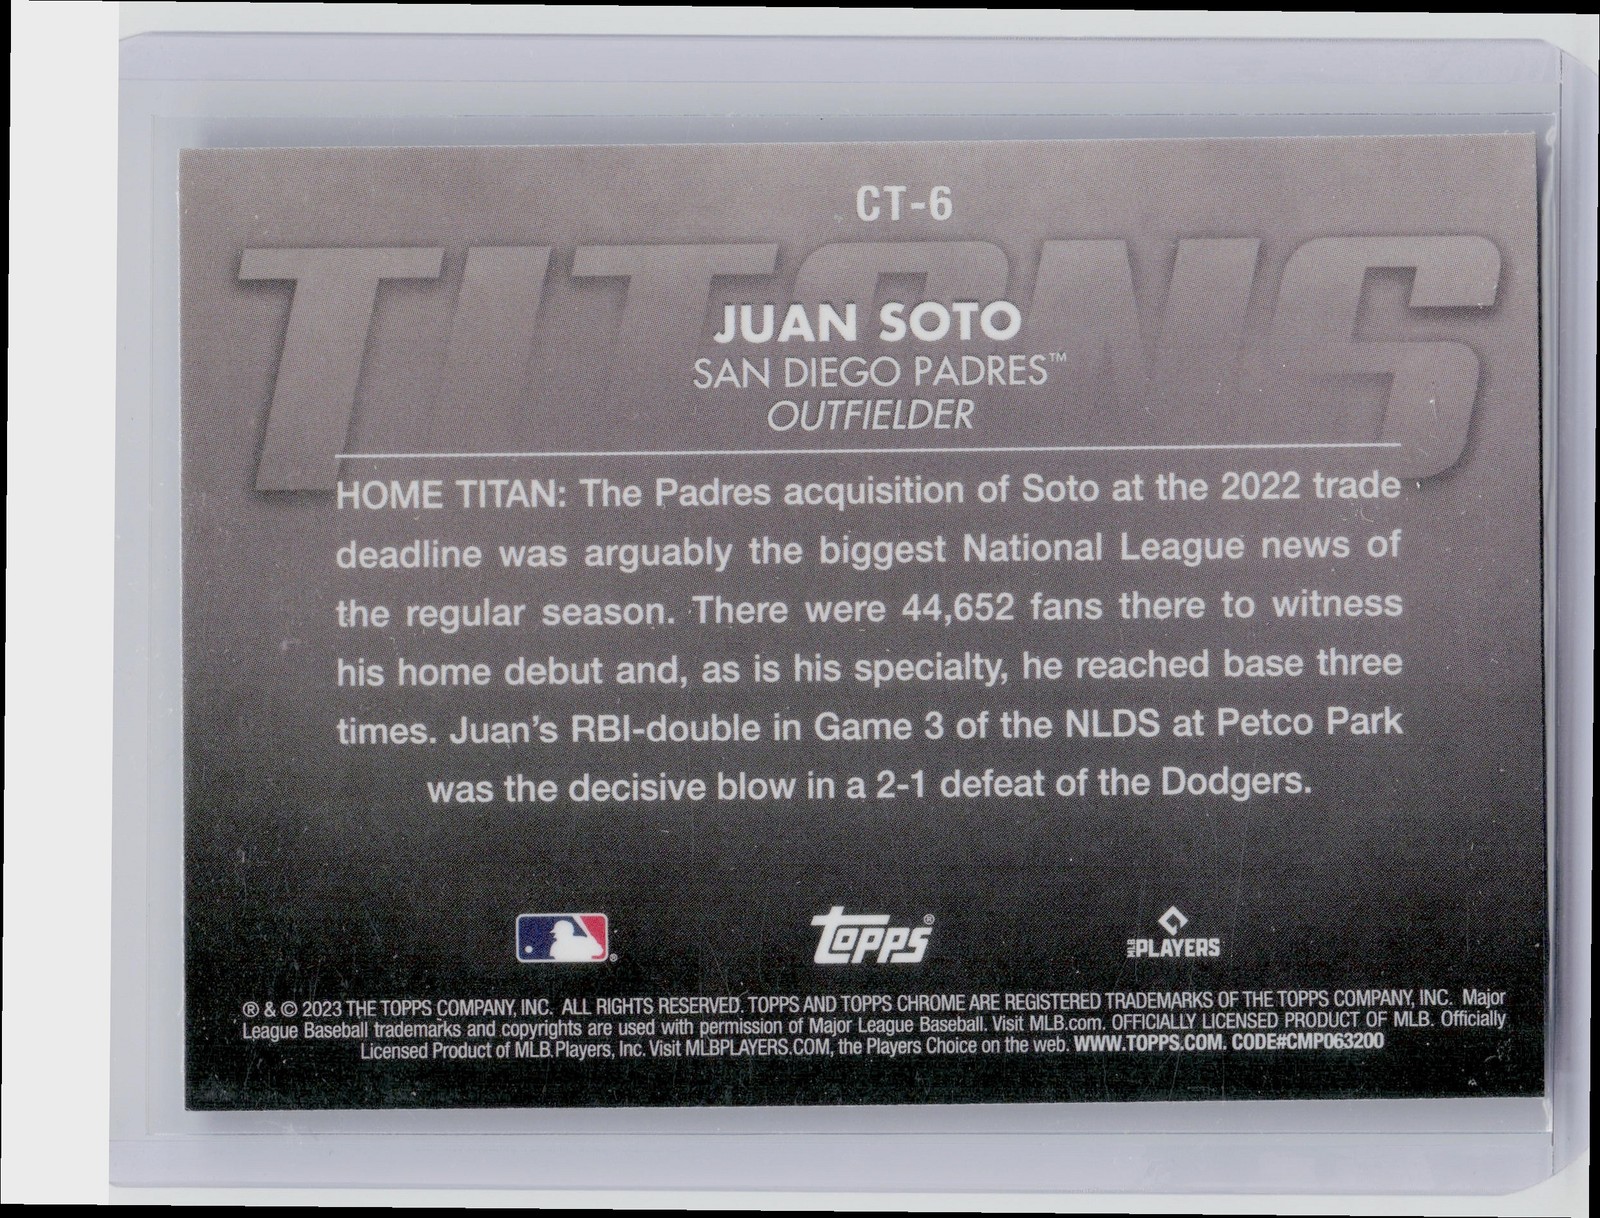 CT-6
TITANS
JUAN SOTO
SAN DIEGO PADRES™
OUTFIELDER
HOME TITAN: The Padres acquisition of Soto at the 2022 trade
deadline was arguably the biggest National League news of
the regular season. There were 44,652 fans there to witness
his home debut and, as is his specialty, he reached base three
times. Juan's RBI-double in Game 3 of the NLDS at Petco Park
was the decisive blow in a 2-1 defeat of the Dodgers.
® TOPPS® MLB PLAYERS
® & © 2023 THE TOPPS COMPANY, INC. ALL RIGHTS RESERVED. TOPPS AND TOPPS CHROME ARE REGISTERED TRADEMARKS OF THE TOPPS COMPANY, INC. Major
League Baseball trademarks and copyrights are used with permission of Major League Baseball. Visit MLB.com. OFFICIALLY LICENSED PRODUCT OF MLB. Officially
Licensed Product of MLB Players, Inc. Visit MLBPLAYERS.COM, the Players Choice on the web. WWW.TOPPS.COM. CODE#CMP063200